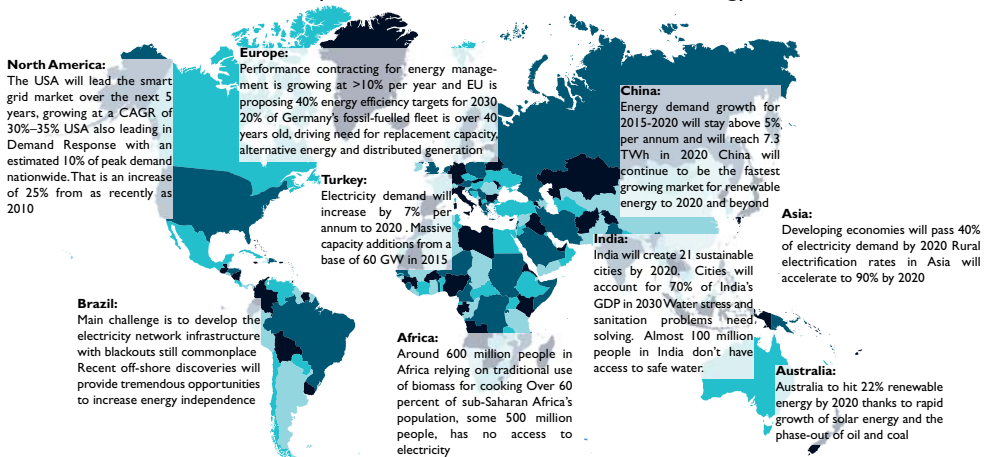 North America:
The USA will lead the smart
grid market over the next 5
years, growing at a CAGR of
30%–35% USA also leading in
Demand Response with an
estimated 10% of peak demand
nationwide. That is an increase
of 25% from as recently as
2010
Europe:
Performance contracting for energy manage-
ment is growing at >10% per year and EU is
proposing 40% energy efficiency targets for 2030
20% of Germany's fossil-fuelled fleet is over 40
years old, driving need for replacement capacity,
alternative energy and distributed generation
China:
Energy demand growth for
2015-2020 will stay above 5%
per annum and will reach 7.3
TWh in 2020 China will
continue to be the fastest
growing market for renewable
energy to 2020 and beyond
Turkey:
Electricity demand will
increase by 7% per
annum to 2020 . Massive
capacity additions from a
base of 60 GW in 2015
Asia:
Developing economies will pass 40%
of electricity demand by 2020 Rural
electrification rates in Asia will
accelerate to 90% by 2020
India:
India will create 21 sustainable
cities by 2020. Cities will
account for 70% of India's
GDP in 2030 Water stress and
sanitation problems need
solving. Almost 100 million
people in India don't have
access to safe water.
Brazil:
Main challenge is to develop the
electricity network infrastructure
with blackouts still commonplace
Recent off-shore discoveries will
provide tremendous opportunities
to increase energy independence
Africa:
Around 600 million people in
Africa relying on traditional use
of biomass for cooking Over 60
percent of sub-Saharan Africa's
population, some 500 million
people, has no access to
electricity
Australia:
Australia to hit 22% renewable
energy by 2020 thanks to rapid
growth of solar energy and the
phase-out of oil and coal